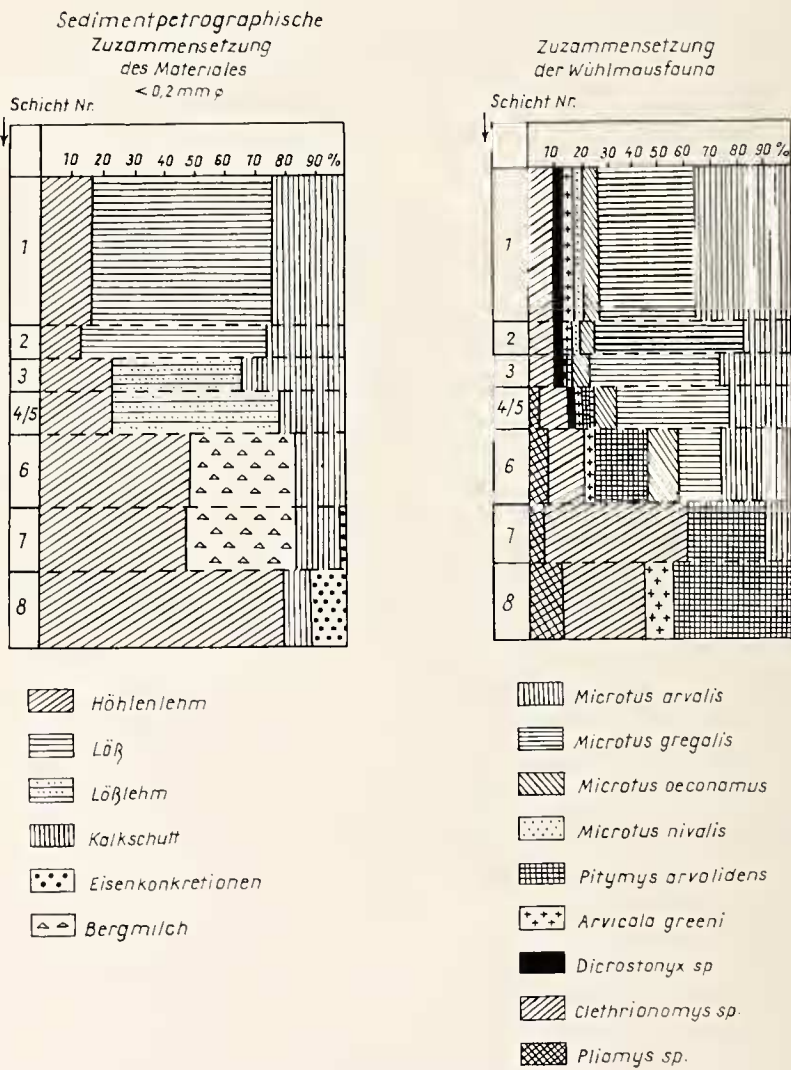 Sedimentpetrographische
Zuzammensetzung
des Materiales
< 0,2 mm φ
Schicht Nr.
10 20 30 40 50 60 70 80 90 %
1
2
3
4/5
6
7
8
Höhlenlehm
Löß
Lößlehm
Kalkschutt
Eisenkonkretionen
Bergmilch
Zuzammensetzung
der Wühlmausfauna
Schicht Nr.
10 20 30 40 50 60 70 80 90 %
1
2
3
4/5
6
7
8
Microtus arvalis
Microtus gregalis
Microtus oeconamus
Microtus nivalis
Pitymys arvalidens
Arvicola greeni
Dicrostonyx sp
Clethrionomys sp.
Pliomys sp.